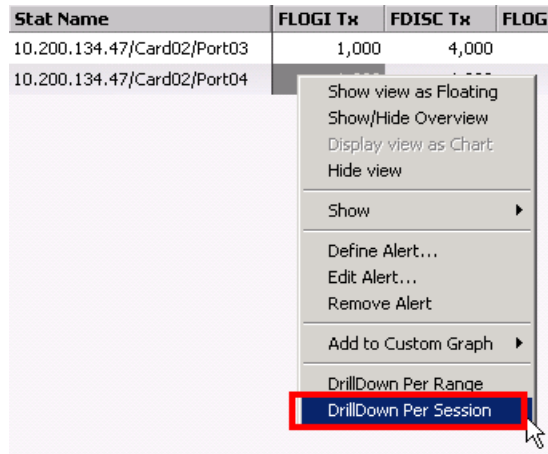 Stat Name FLOGI Tx FDISC Tx FLOG
10.200.134.47/Card02/Port03 1,000 4,000
10.200.134.47/Card02/Port04
Show view as Floating
Show/Hide Overview
Display view as Chart
Hide view
Show
Define Alert...
Edit Alert...
Remove Alert
Add to Custom Graph
DrillDown Per Range
DrillDown Per Session